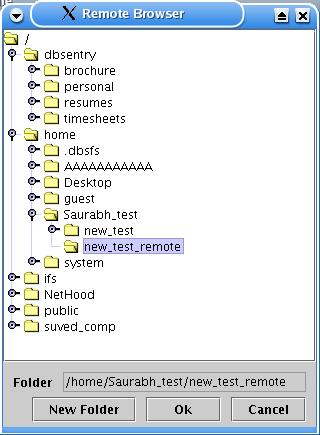 Remote Browser
/
dbsentry
brochure
personal
resumes
timesheets
home
.dbsfs
AAAAAAAAAAA
Desktop
guest
Saurabh_test
new_test
new_test_remote
system
ifs
NetHood
public
suved_comp
Folder /home/Saurabh_test/new_test_remote
New Folder Ok Cancel